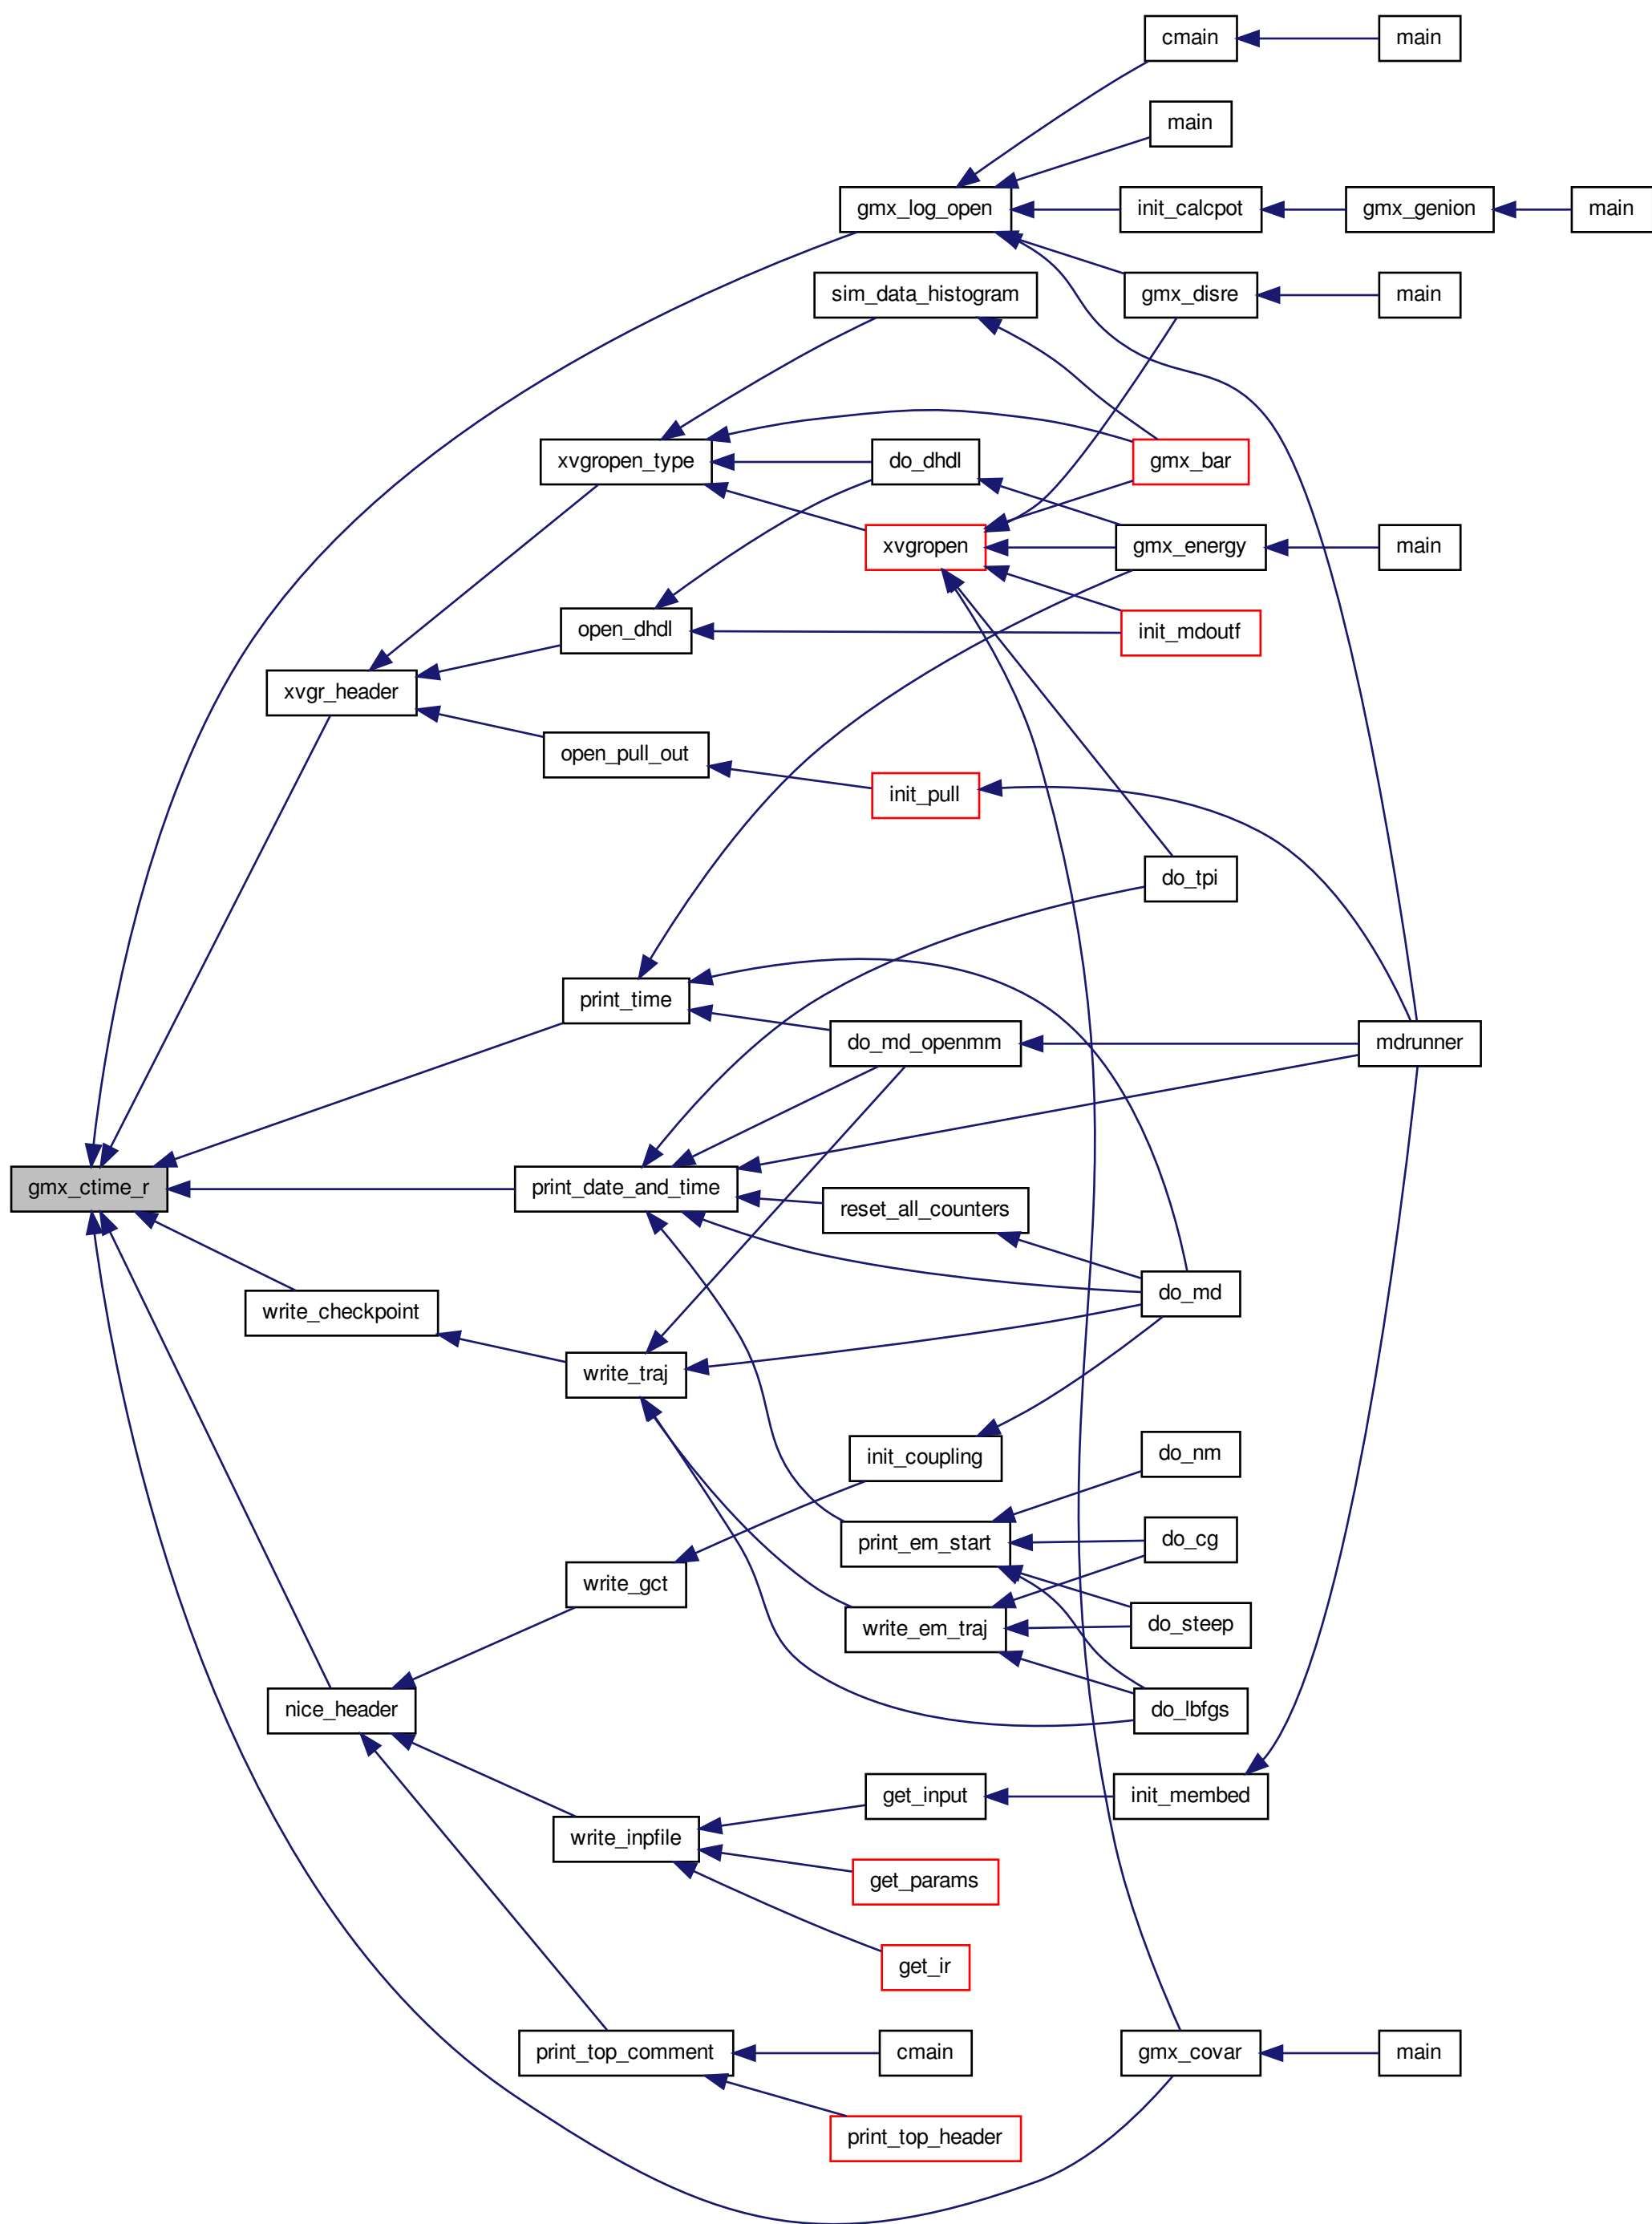 cmain
main
main
gmx_log_open
init_calcpot
gmx_genion
main
sim_data_histogram
gmx_disre
main
xvgropen_type
do_dhdl
gmx_bar
xvgropen
gmx_energy
main
open_dhdl
init_mdoutf
xvgr_header
open_pull_out
init_pull
do_tpi
print_time
do_md_openmm
mdrunner
gmx_ctime_r
print_date_and_time
reset_all_counters
do_md
write_checkpoint
write_traj
init_coupling
do_nm
print_em_start
do_cg
write_gct
write_em_traj
do_steep
nice_header
do_lbfgs
get_input
init_membed
write_inpfile
get_params
get_ir
print_top_comment
cmain
gmx_covar
main
print_top_header